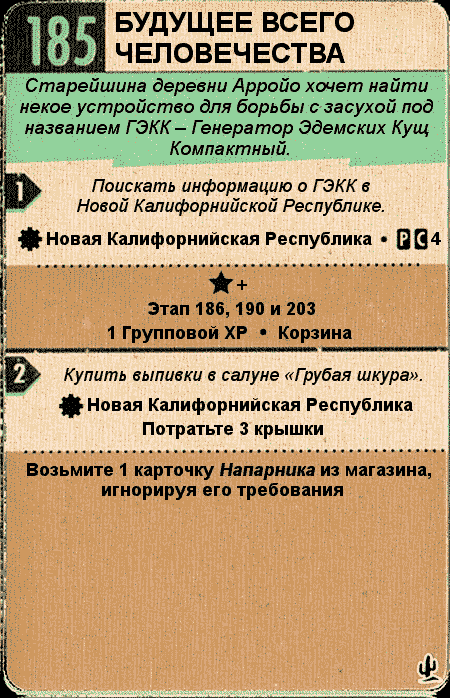 185 БУДУЩЕЕ ВСЕГО
ЧЕЛОВЕЧЕСТВА
Старейшина деревни Арройо хочет найти
некое устройство для борьбы с засухой под
названием ГЭКК – Генератор Эдемских Кущ
Компактный.
1 Поискать информацию о ГЭКК в
Новой Калифорнийской Республике.
Новая Калифорнийская Республика • P C 4
★ +
Этап 186, 190 и 203
1 Групповой ХР • Корзина
2 Купить выпивки в салуне «Грубая шкура».
Новая Калифорнийская Республика
Потратьте 3 крышки
Возьмите 1 карточку Напарника из магазина,
игнорируя его требования